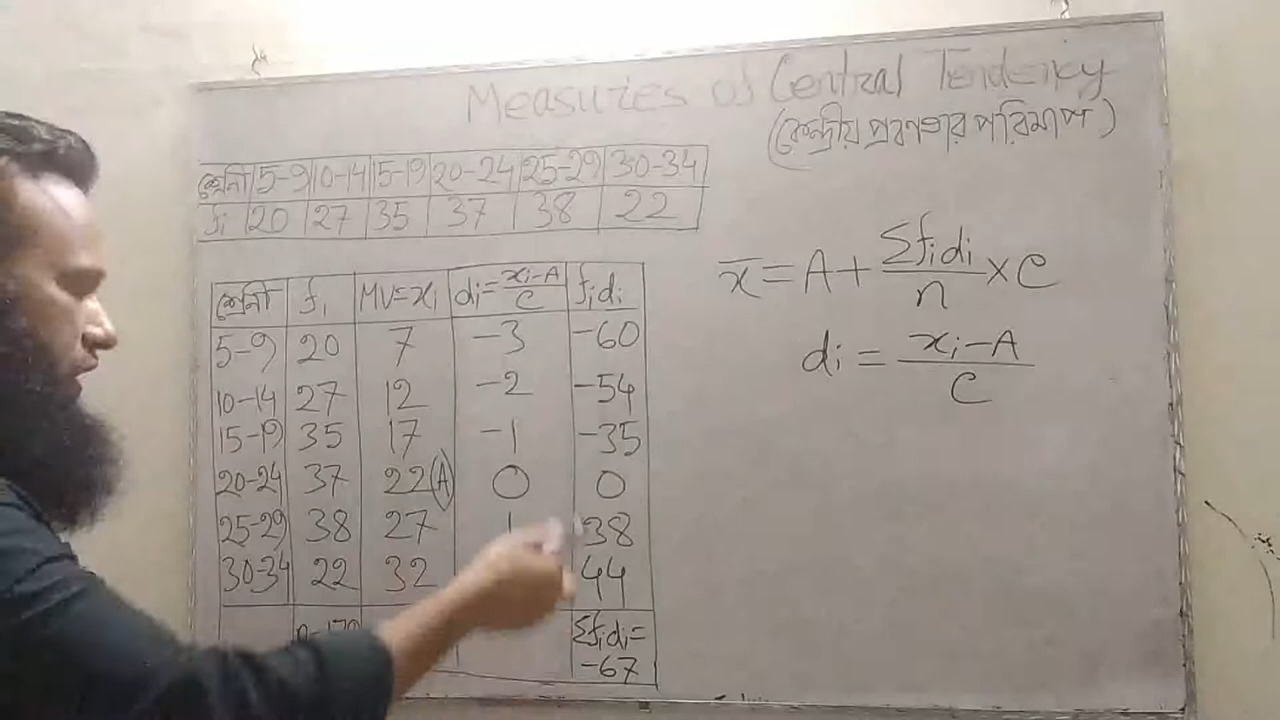 Measures of Central Tendency
(কেন্দ্রীয় প্রবণতার পরিমাপ)
শ্রেণী 5-9 10-14 15-19 20-24 25-29 30-34
fᵢ 20 27 35 37 38 22
শ্রেণী fᵢ MV=xᵢ dᵢ=(xᵢ-A)/C fᵢdᵢ
5-9 20 7 -3 -60
10-14 27 12 -2 -54
15-19 35 17 -1 -35
20-24 37 22(A) 0 0
25-29 38 27 1 38
30-34 22 32 44
Σfᵢdᵢ=
-67
x̄ = A + Σfᵢdᵢ/n × C
dᵢ = (xᵢ-A)/C